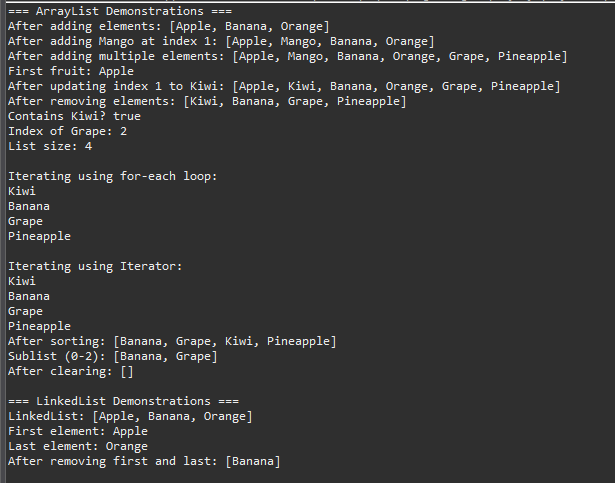 === ArrayList Demonstrations ===
After adding elements: [Apple, Banana, Orange]
After adding Mango at index 1: [Apple, Mango, Banana, Orange]
After adding multiple elements: [Apple, Mango, Banana, Orange, Grape, Pineapple]
First fruit: Apple
After updating index 1 to Kiwi: [Apple, Kiwi, Banana, Orange, Grape, Pineapple]
After removing elements: [Kiwi, Banana, Grape, Pineapple]
Contains Kiwi? true
Index of Grape: 2
List size: 4

Iterating using for-each loop:
Kiwi
Banana
Grape
Pineapple

Iterating using Iterator:
Kiwi
Banana
Grape
Pineapple
After sorting: [Banana, Grape, Kiwi, Pineapple]
Sublist (0-2): [Banana, Grape]
After clearing: []

=== LinkedList Demonstrations ===
LinkedList: [Apple, Banana, Orange]
First element: Apple
Last element: Orange
After removing first and last: [Banana]